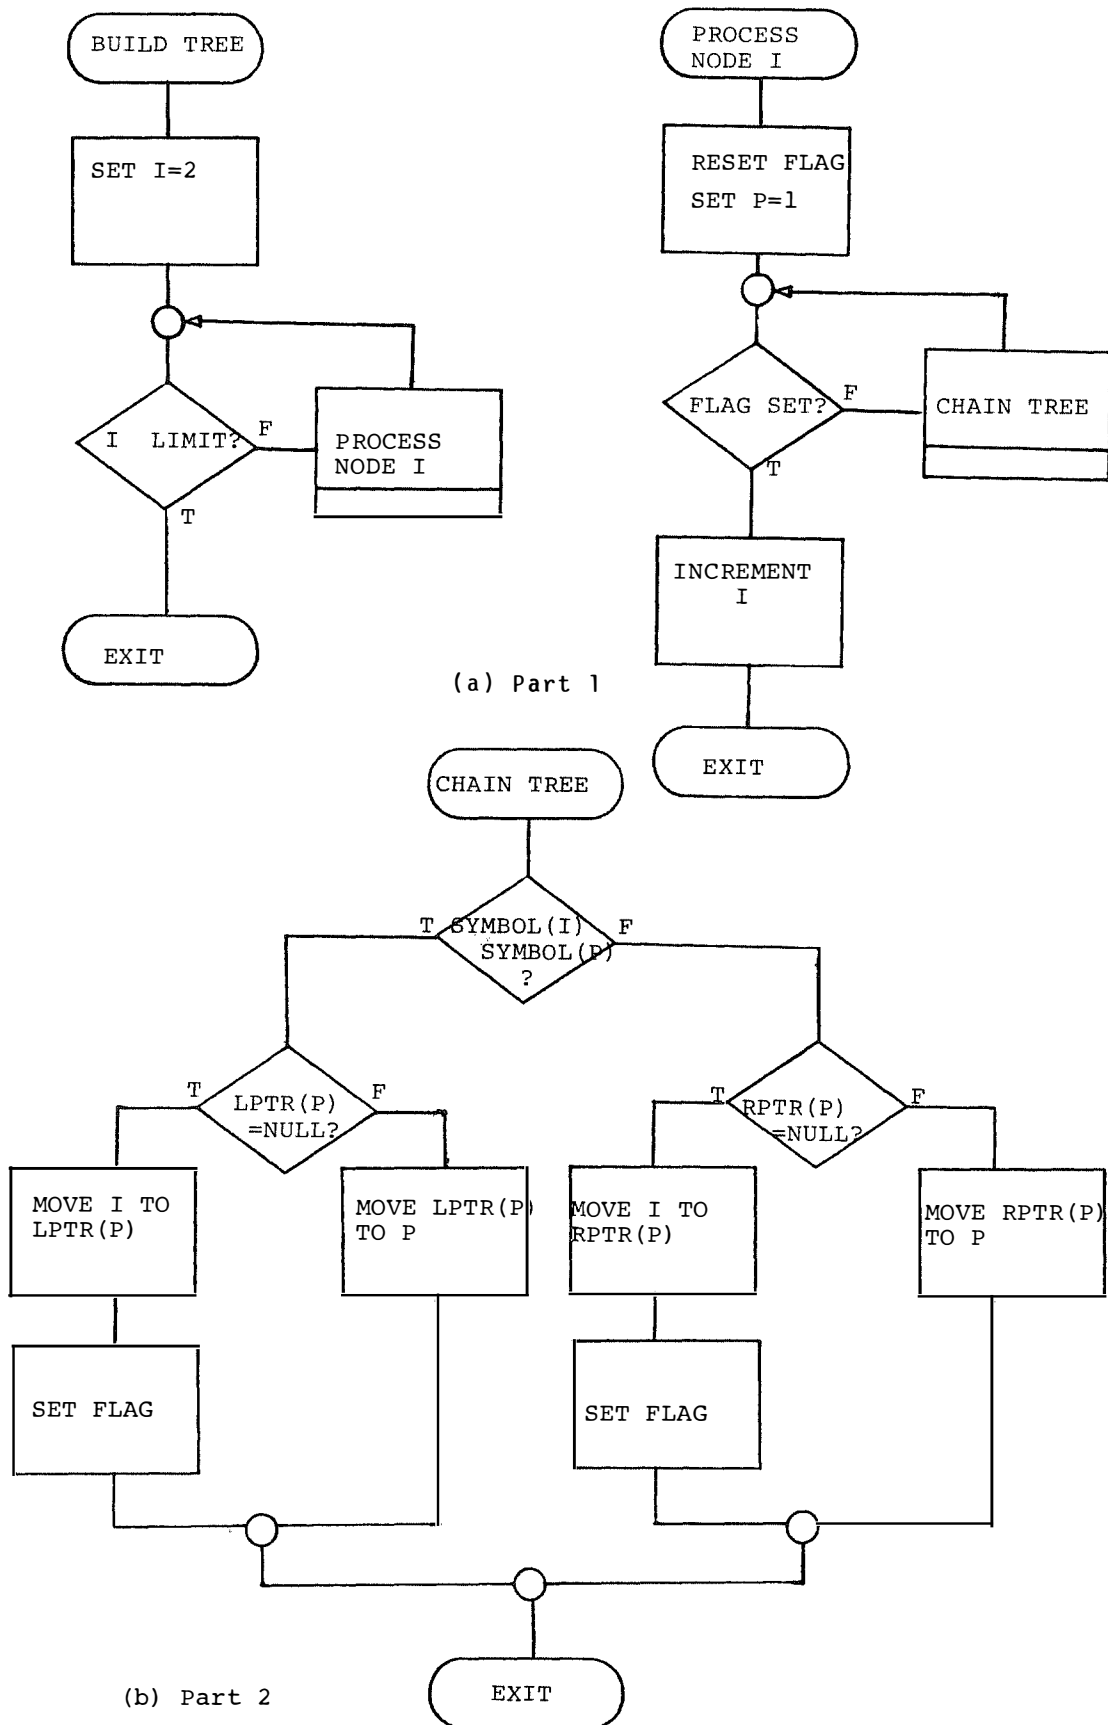 BUILD TREE
SET I=2
I LIMIT?
F
T
PROCESS
NODE I
EXIT
PROCESS
NODE I
RESET FLAG
SET P=1
FLAG SET?
F
T
CHAIN TREE
INCREMENT
I
EXIT
(a) Part 1
CHAIN TREE
T
SYMBOL(I)
SYMBOL(P)
?
F
T
LPTR(P)
=NULL?
F
T
RPTR(P)
=NULL?
F
MOVE I TO
LPTR(P)
MOVE LPTR(P)
TO P
MOVE I TO
RPTR(P)
MOVE RPTR(P)
TO P
SET FLAG
SET FLAG
EXIT
(b) Part 2